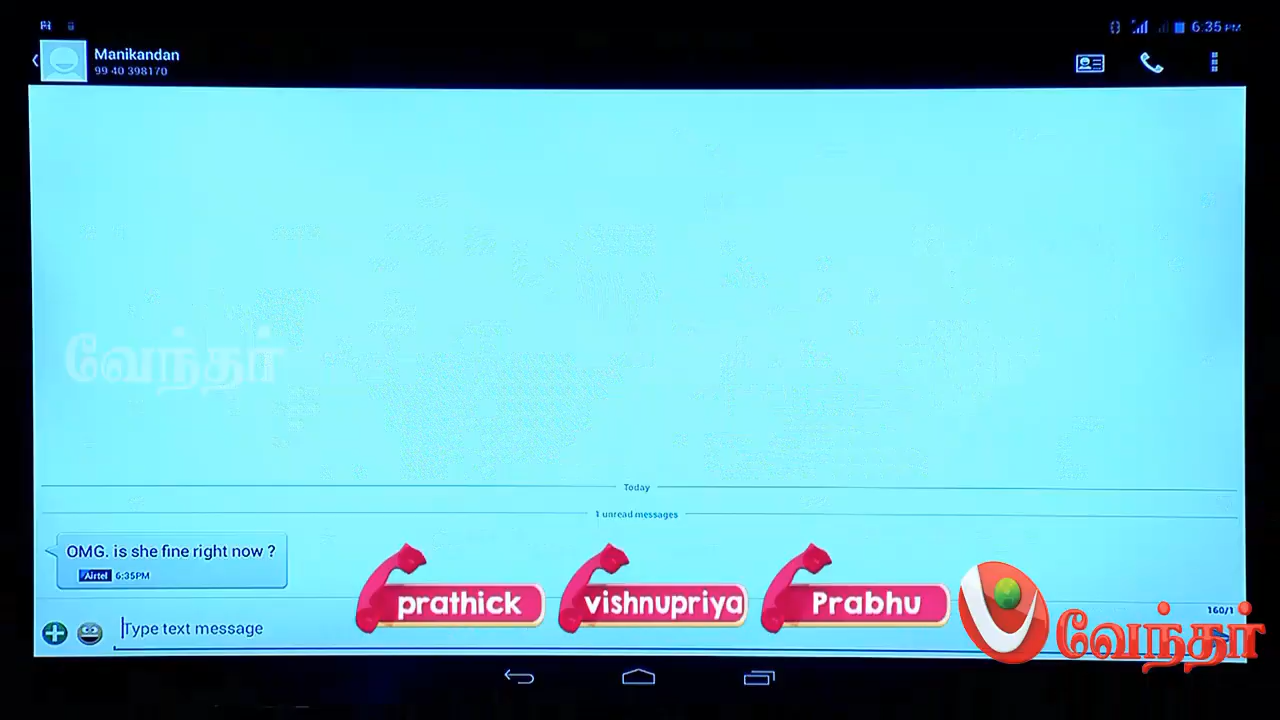 6:35 PM
Manikandan
99 40 398170
வேந்தர்
Today
1 unread messages
OMG. is she fine right now ?
Airtel 6:35PM
prathick
vishnupriya
Prabhu
160/1
Type text message
வேந்தர்